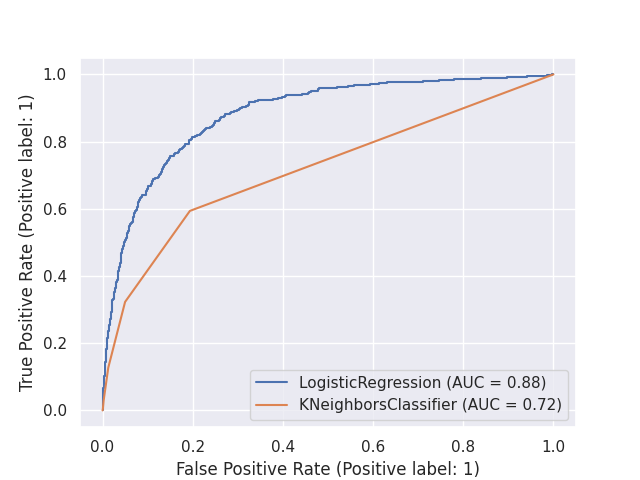 True Positive Rate (Positive label: 1)
1.0
0.8
0.6
0.4
0.2
0.0
LogisticRegression (AUC = 0.88)
KNeighborsClassifier (AUC = 0.72)
0.0 0.2 0.4 0.6 0.8 1.0
False Positive Rate (Positive label: 1)